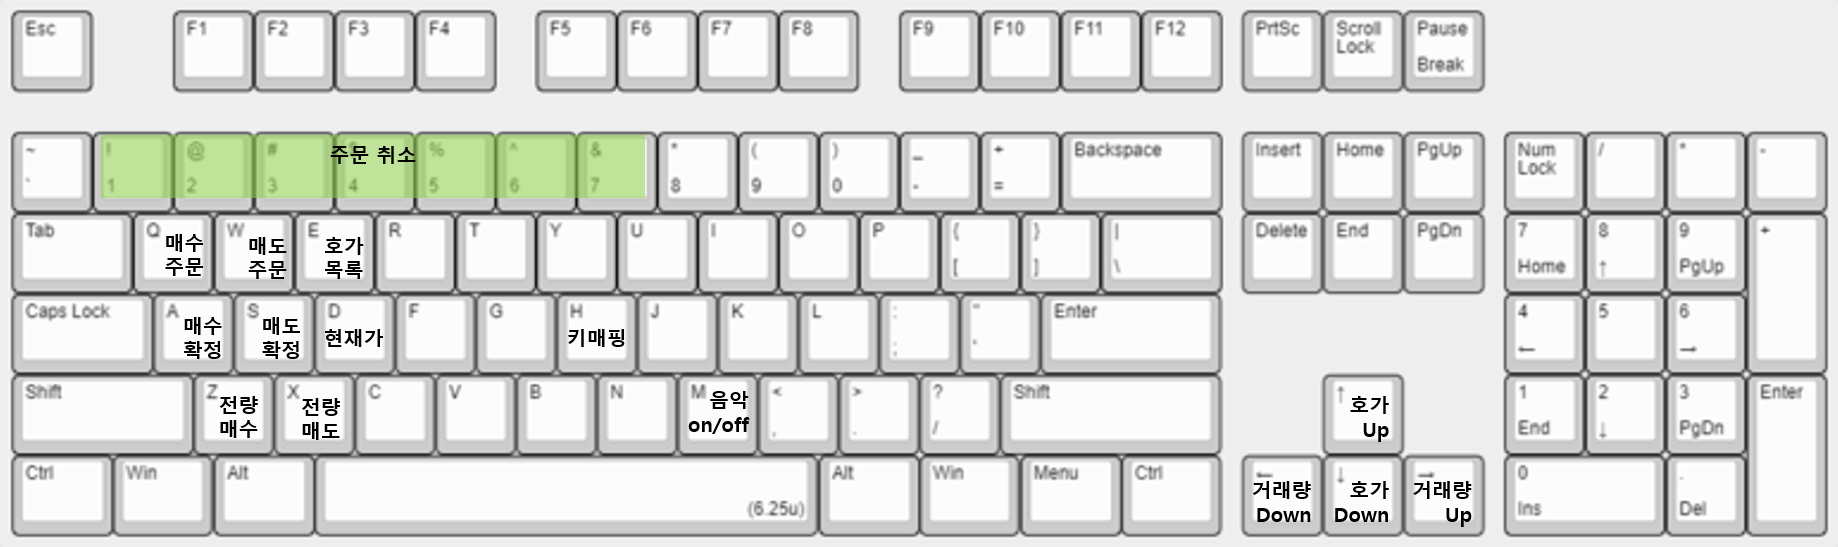 Esc F1 F2 F3 F4 F5 F6 F7 F8 F9 F10 F11 F12 PrtSc Scroll Lock Pause Break
~ ` ! 1 @ 2 # 3 주문 취소 4 % 5 ^ 6 & 7 * 8 ( 9 ) 0 _ - + = Backspace Insert Home PgUp Num Lock / * -
Tab Q 매수 주문 W 매도 주문 E 호가 목록 R T Y U I O P { [ } ] | \ Delete End PgDn 7 Home 8 ↑ 9 PgUp +
Caps Lock A 매수 확정 S 매도 확정 D 현재가 F G H 키매핑 J K L : ; " ' Enter 4 ← 5 6 →
Shift Z 전량 매수 X 전량 매도 C V B N M 음악 on/off < , > . ? / Shift ↑ 호가 Up 1 End 2 ↓ 3 PgDn Enter
Ctrl Win Alt (6.25u) Alt Win Menu Ctrl ← 거래량 Down ↓ 호가 Down → 거래량 Up 0 Ins . Del